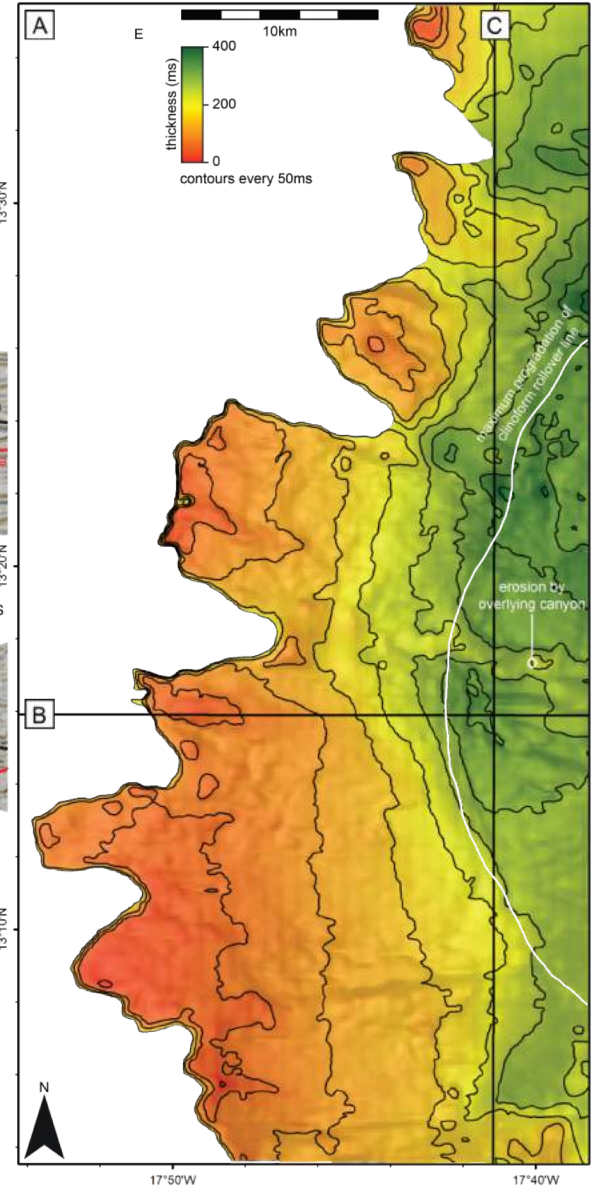 A
E
10km
C
400
200
0
thickness (ms)
contours every 50ms
13°30'N
maximum progradation of
clinoform rollover line
13°20'N
erosion by
overlying canyon
S
B
13°10'N
N
17°50'W
17°40'W